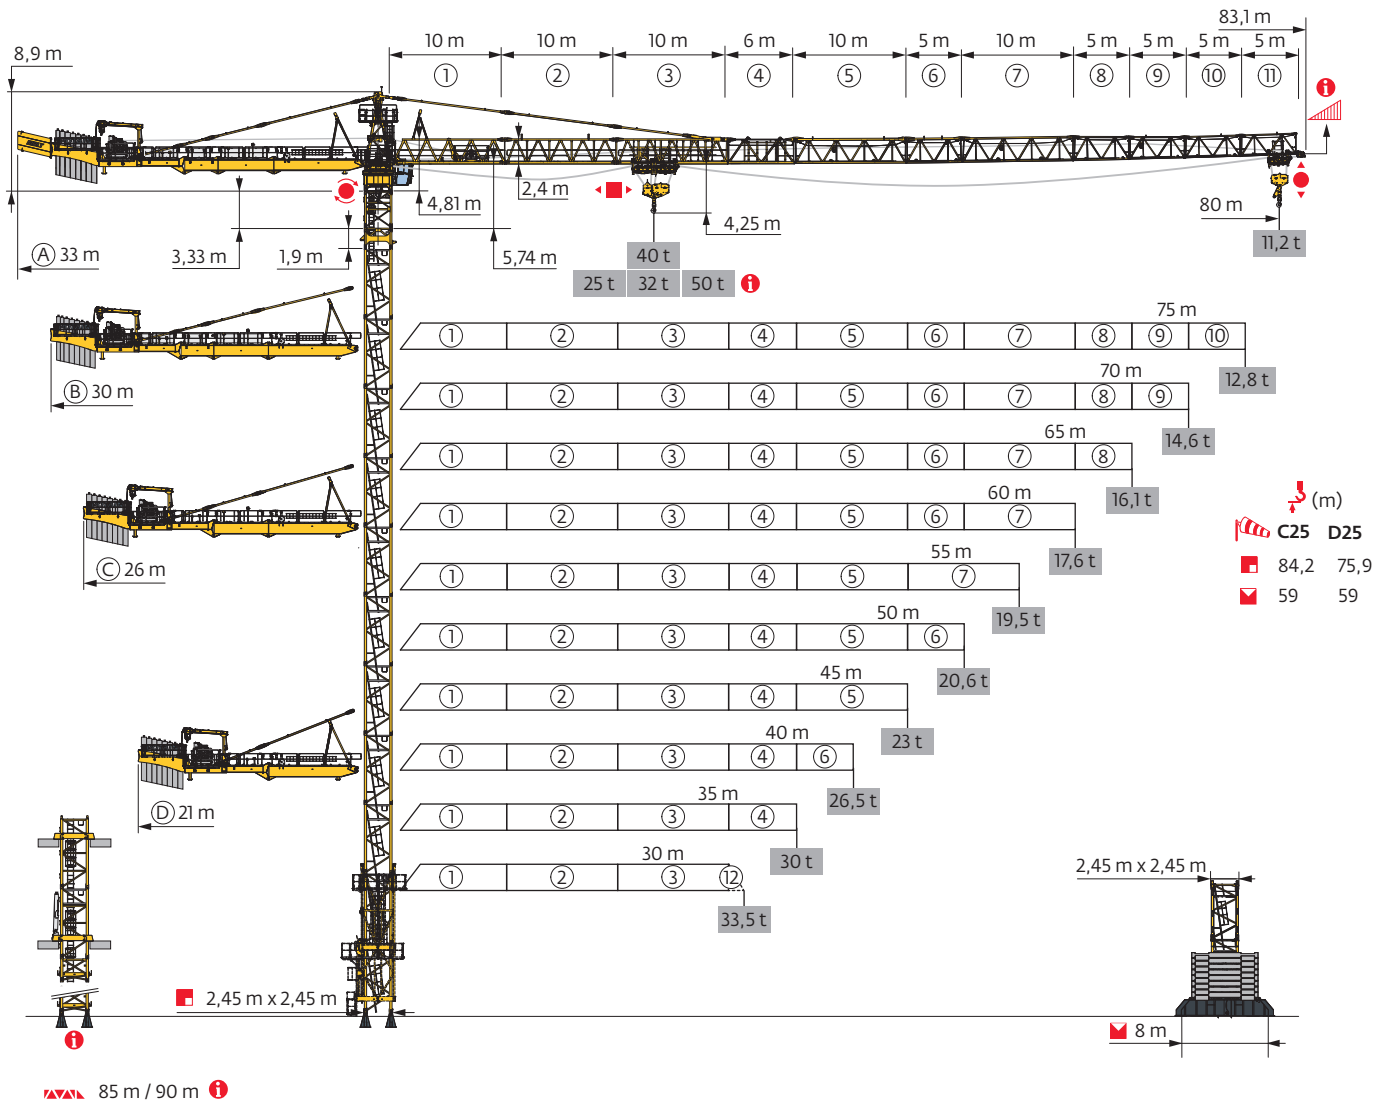 83,1 m
8,9 m
10 m 10 m 10 m 6 m 10 m 5 m 10 m 5 m 5 m 5 m 5 m
1 2 3 4 5 6 7 8 9 10 11
i
2,4 m
4,81 m
80 m
4,25 m
A 33 m
3,33 m
1,9 m
5,74 m
40 t
11,2 t
25 t 32 t 50 t i
75 m
1 2 3 4 5 6 7 8 9 10
12,8 t
B 30 m
70 m
1 2 3 4 5 6 7 8 9
14,6 t
65 m
1 2 3 4 5 6 7 8
16,1 t
60 m
1 2 3 4 5 6 7
17,6 t
(m)
C25 D25
84,2 75,9
59 59
C 26 m
55 m
1 2 3 4 5 7
19,5 t
50 m
1 2 3 4 5 6
20,6 t
45 m
1 2 3 4 5
23 t
40 m
1 2 3 4 6
26,5 t
D 21 m
35 m
1 2 3 4
30 t
30 m
1 2 3 12
33,5 t
2,45 m x 2,45 m
2,45 m x 2,45 m
8 m
i
85 m / 90 m i